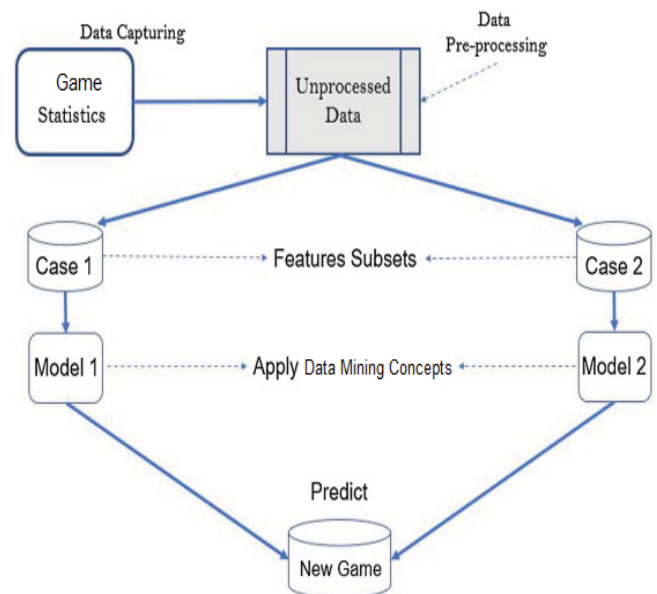 Data Capturing
Data
Pre-processing
Game
Statistics
Unprocessed
Data
Case 1
Features Subsets
Case 2
Model 1
Apply Data Mining Concepts
Model 2
Predict
New Game